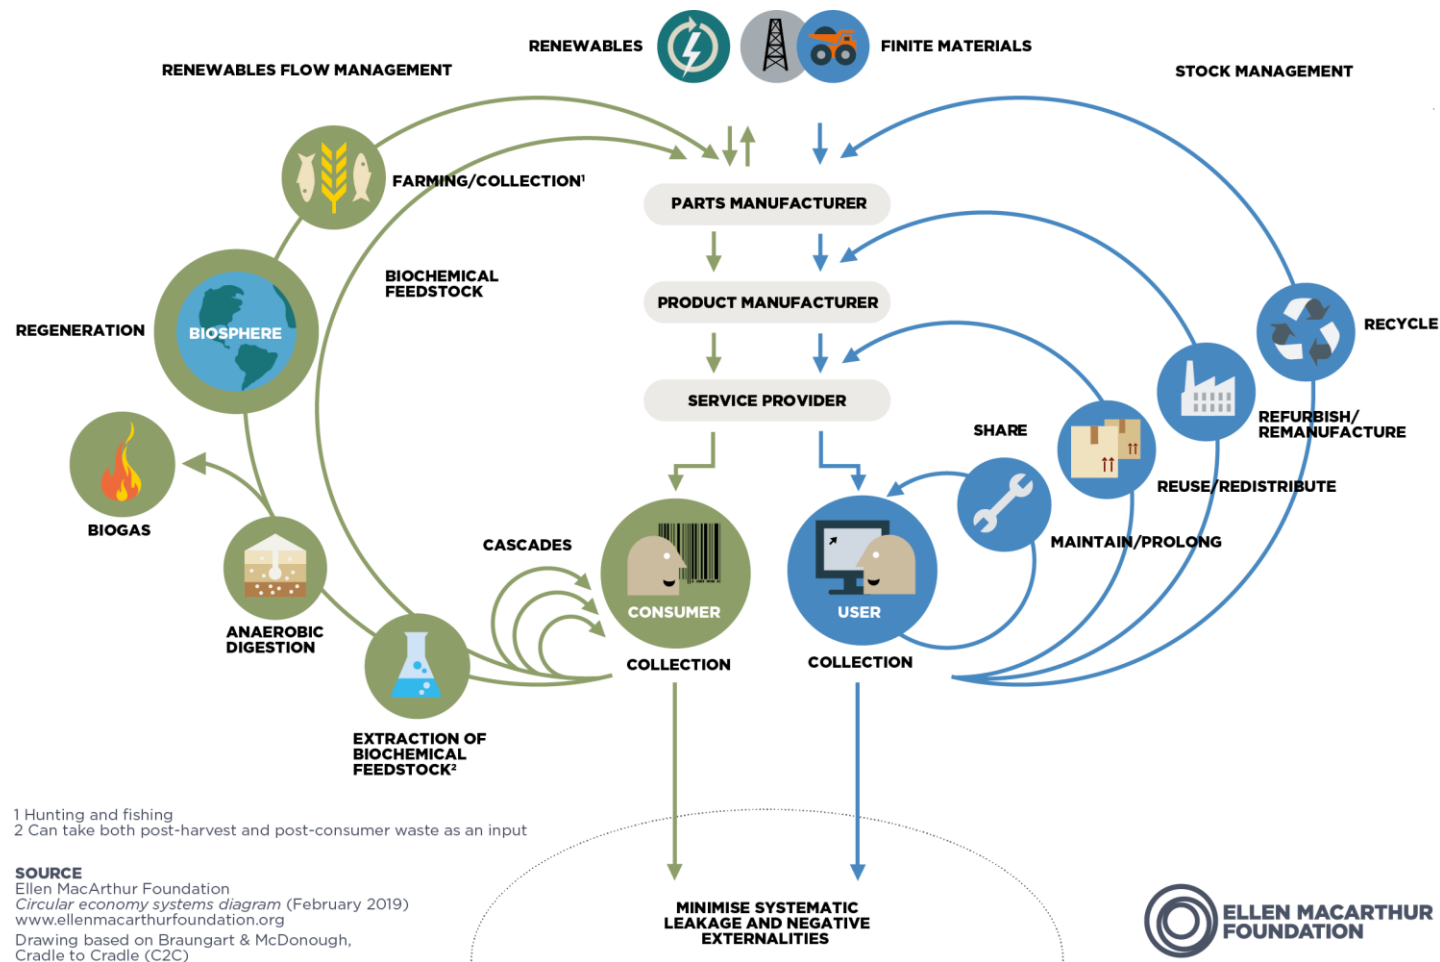 RENEWABLES
FINITE MATERIALS
RENEWABLES FLOW MANAGEMENT
STOCK MANAGEMENT
FARMING/COLLECTION¹
PARTS MANUFACTURER
BIOCHEMICAL
FEEDSTOCK
PRODUCT MANUFACTURER
REGENERATION
BIOSPHERE
RECYCLE
SERVICE PROVIDER
REFURBISH/
REMANUFACTURE
SHARE
REUSE/REDISTRIBUTE
BIOGAS
CASCADES
MAINTAIN/PROLONG
CONSUMER
USER
ANAEROBIC
DIGESTION
COLLECTION
COLLECTION
EXTRACTION OF
BIOCHEMICAL
FEEDSTOCK²
1 Hunting and fishing
2 Can take both post-harvest and post-consumer waste as an input
SOURCE
Ellen MacArthur Foundation
Circular economy systems diagram (February 2019)
www.ellenmacarthurfoundation.org
Drawing based on Braungart & McDonough,
Cradle to Cradle (C2C)
MINIMISE SYSTEMATIC
LEAKAGE AND NEGATIVE
EXTERNALITIES
ELLEN MACARTHUR
FOUNDATION